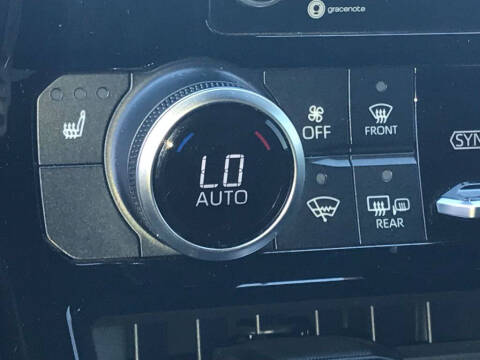 gracenote
OFF
FRONT
SYN
LO
AUTO
REAR